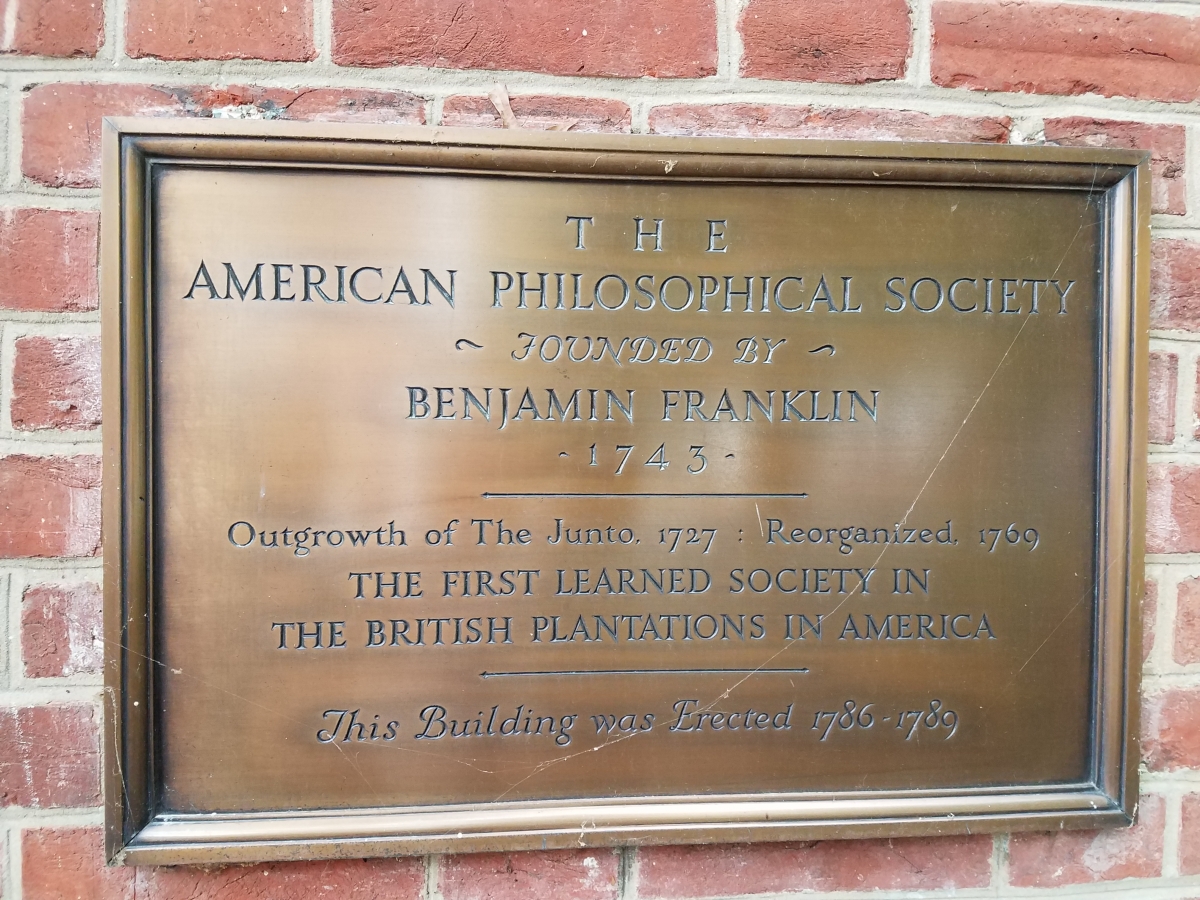 THE
AMERICAN PHILOSOPHICAL SOCIETY
~ FOUNDED BY ~
BENJAMIN FRANKLIN
- 1743 -
Outgrowth of The Junto, 1727 : Reorganized, 1769
THE FIRST LEARNED SOCIETY IN
THE BRITISH PLANTATIONS IN AMERICA
This Building was Erected 1786-1789